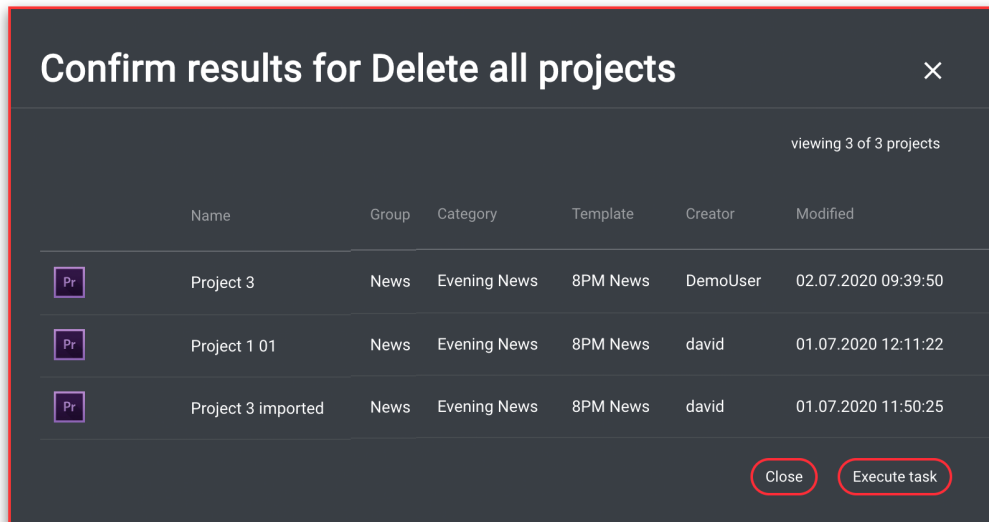 Confirm results for Delete all projects
viewing 3 of 3 projects
Name Group Category Template Creator Modified
Pr Project 3 News Evening News 8PM News DemoUser 02.07.2020 09:39:50
Pr Project 1 01 News Evening News 8PM News david 01.07.2020 12:11:22
Pr Project 3 imported News Evening News 8PM News david 01.07.2020 11:50:25
Close Execute task